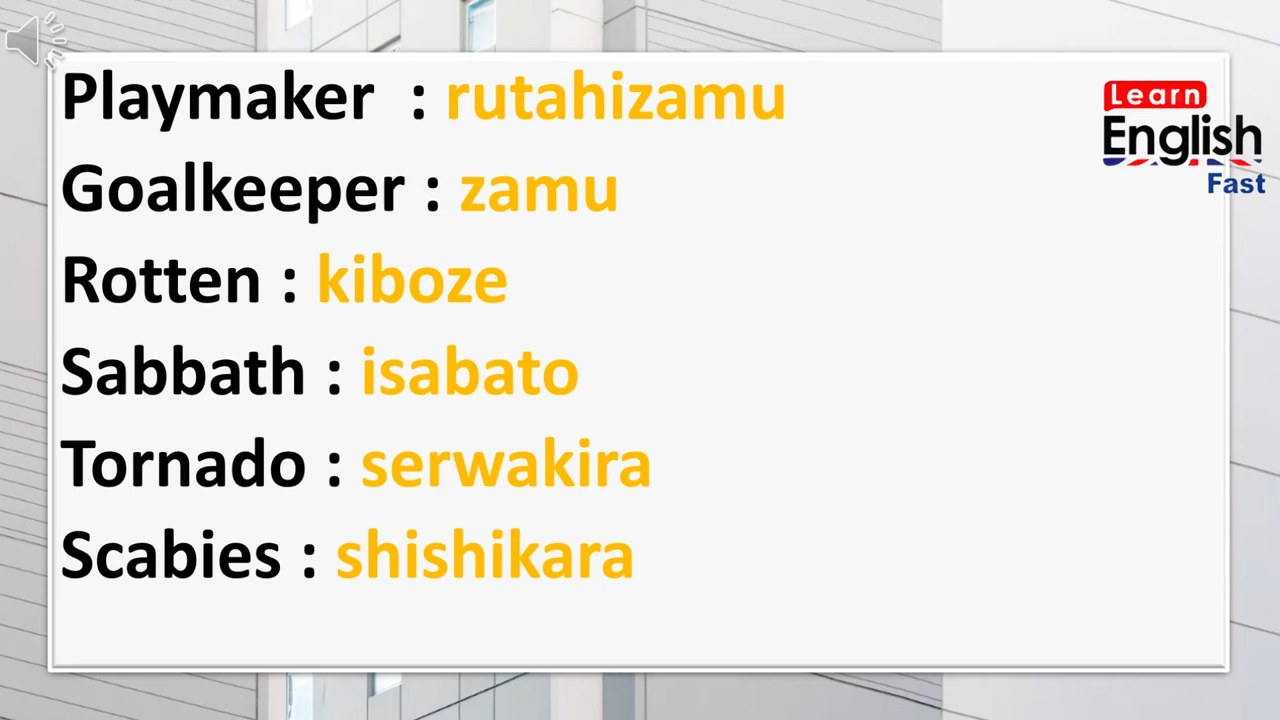 Playmaker : rutahizamu
Goalkeeper : zamu
Rotten : kiboze
Sabbath : isabato
Tornado : serwakira
Scabies : shishikara
Learn
English
Fast